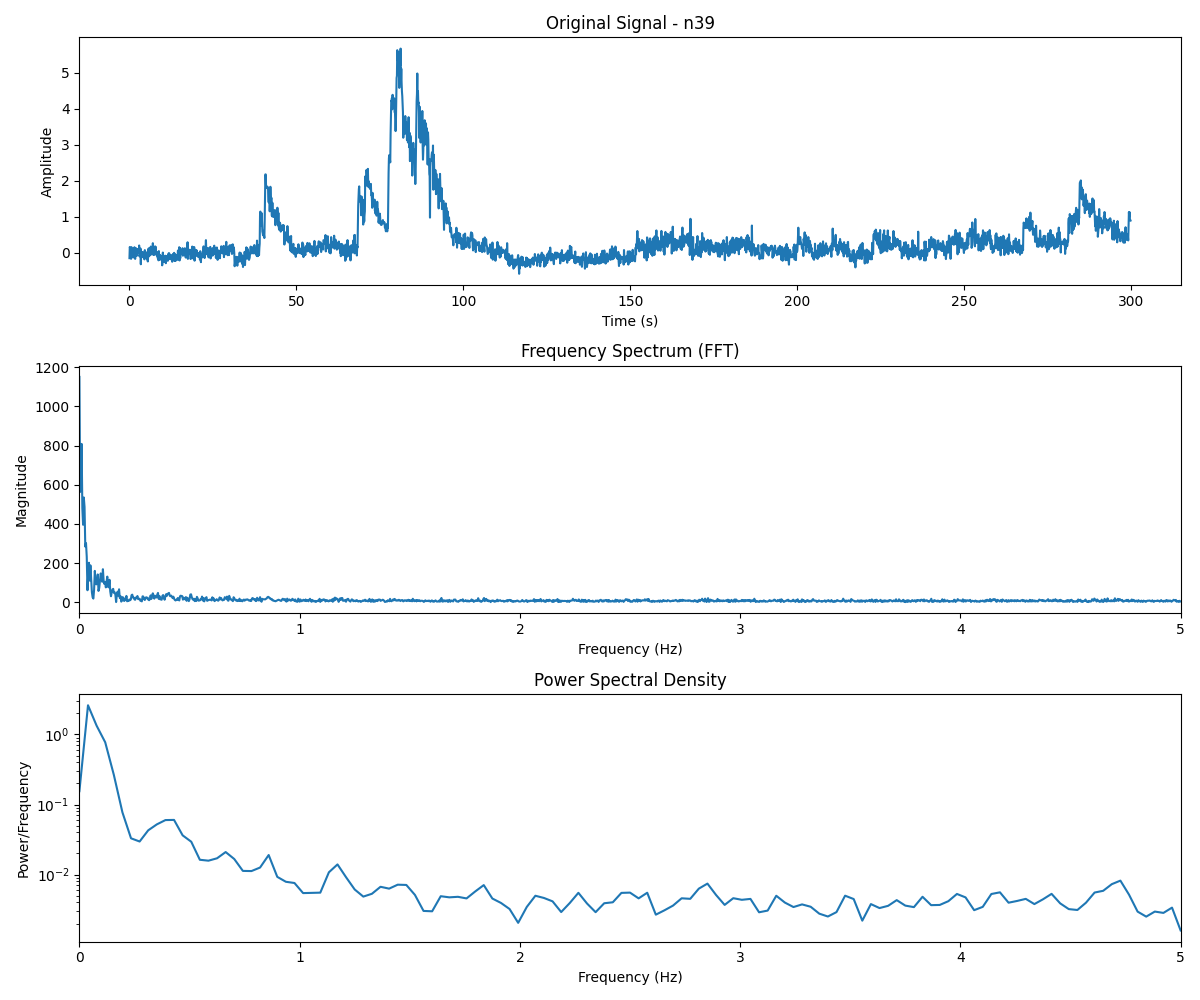 Original Signal - n39
Amplitude
5
4
3
2
1
0
0 50 100 150 200 250 300
Time (s)
Frequency Spectrum (FFT)
Magnitude
1200
1000
800
600
400
200
0
0 1 2 3 4 5
Frequency (Hz)
Power Spectral Density
Power/Frequency
10⁰
10⁻¹
10⁻²
0 1 2 3 4 5
Frequency (Hz)